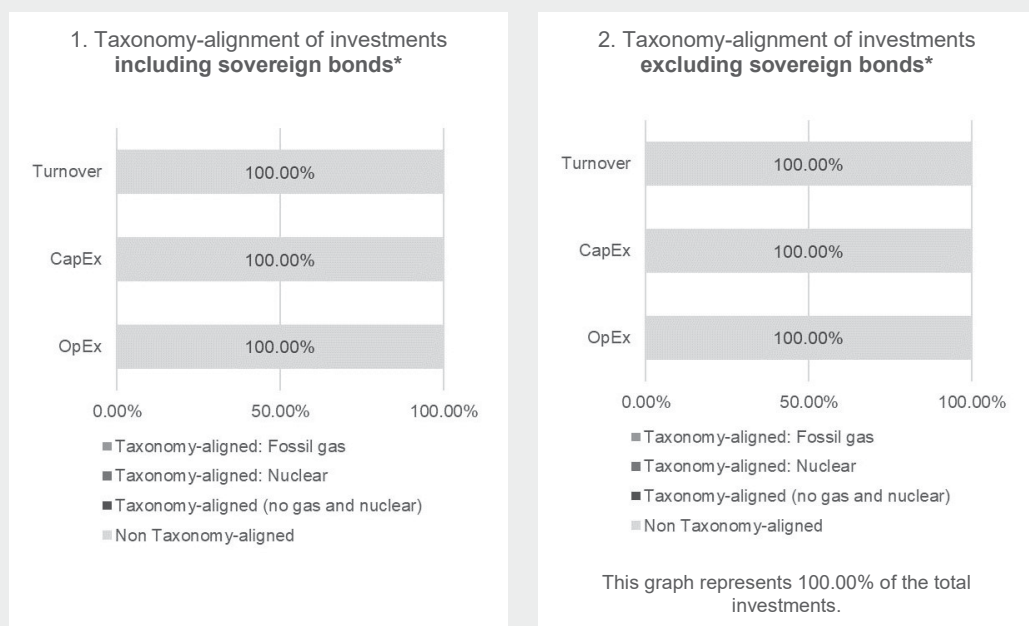 1. Taxonomy-alignment of investments
including sovereign bonds*
Turnover
100.00%
CapEx
100.00%
OpEx
100.00%
0.00%
50.00%
100.00%
Taxonomy-aligned: Fossil gas
Taxonomy-aligned: Nuclear
Taxonomy-aligned (no gas and nuclear)
Non Taxonomy-aligned
2. Taxonomy-alignment of investments
excluding sovereign bonds*
Turnover
100.00%
CapEx
100.00%
OpEx
100.00%
0.00%
50.00%
100.00%
Taxonomy-aligned: Fossil gas
Taxonomy-aligned: Nuclear
Taxonomy-aligned (no gas and nuclear)
Non Taxonomy-aligned
This graph represents 100.00% of the total
investments.